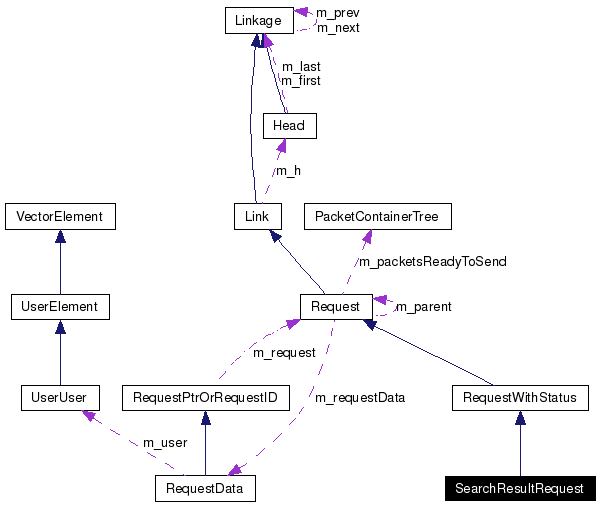 Linkage
m_prev
m_next
m_last
m_first
Head
m_h
VectorElement
Link
PacketContainerTree
m_packetsReadyToSend
UserElement
Request
m_parent
m_request
UserUser
RequestPtrOrRequestID
m_requestData
RequestWithStatus
m_user
RequestData
SearchResultRequest